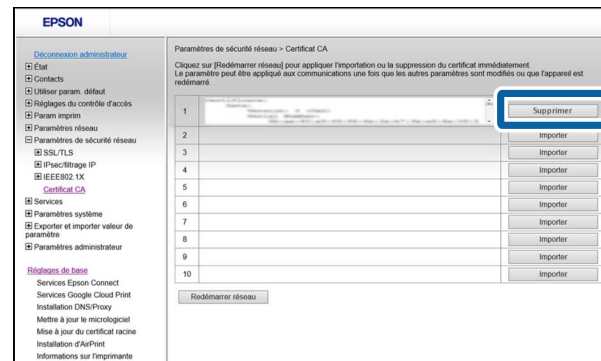 EPSON
Déconnexion administrateur
État
Contacts
Utiliser param. défaut
Réglages du contrôle d'accès
Param imprim
Paramètres réseau
Paramètres de sécurité réseau
SSL/TLS
IPsec/filtrage IP
IEEE802.1X
Certificat CA
Services
Paramètres système
Exporter et importer valeur de
paramètre
Paramètres administrateur
Réglages de base
Services Epson Connect
Services Google Cloud Print
Installation DNS/Proxy
Mettre à jour le micrologiciel
Mise à jour du certificat racine
Installation d'AirPrint
Informations sur l'imprimante
Paramètres de sécurité réseau > Certificat CA
Cliquez sur [Redémarrer réseau] pour appliquer l'importation ou la suppression du certificat immédiatement.
Le paramètre peut être appliqué aux communications une fois que les autres paramètres sont modifiés ou que l'appareil est
redémarré.
1 Supprimer
2 Importer
3 Importer
4 Importer
5 Importer
6 Importer
7 Importer
8 Importer
9 Importer
10 Importer
Redémarrer réseau